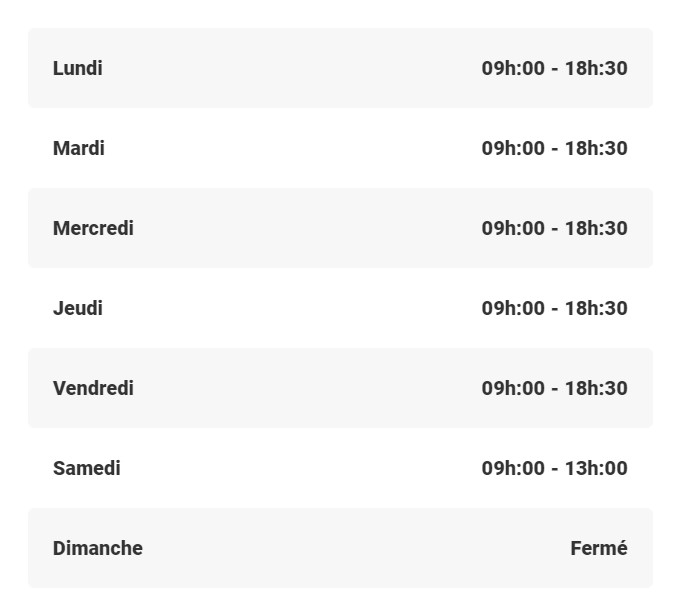 Lundi 09h:00 - 18h:30
Mardi 09h:00 - 18h:30
Mercredi 09h:00 - 18h:30
Jeudi 09h:00 - 18h:30
Vendredi 09h:00 - 18h:30
Samedi 09h:00 - 13h:00
Dimanche Fermé